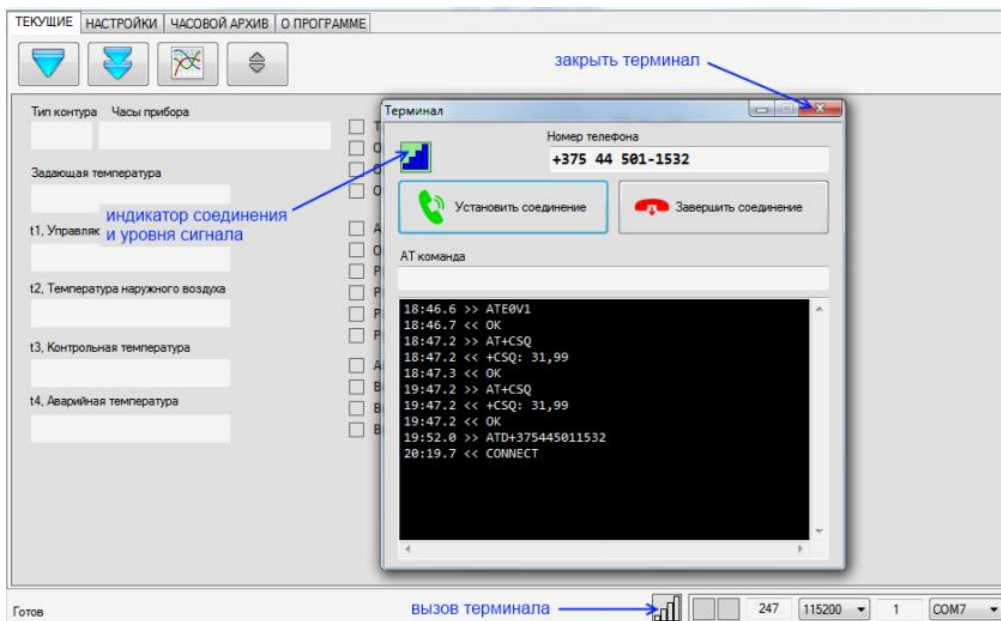 ТЕКУЩИЕ НАСТРОЙКИ ЧАСОВОЙ АРХИВ О ПРОГРАММЕ
закрыть терминал
Тип контура Часы прибора
Задающая температура
индикатор соединения
и уровня сигнала
t1, Управляю
t2, Температура наружного воздуха
t3, Контрольная температура
t4, Аварийная температура
Терминал
Номер телефона
+375 44 501-1532
Установить соединение Завершить соединение
АТ команда
18:46.6 >> ATE0V1
18:46.7 << OK
18:47.2 >> AT+CSQ
18:47.2 << +CSQ: 31,99
18:47.3 << OK
19:47.2 >> AT+CSQ
19:47.2 << +CSQ: 31,99
19:47.2 << OK
19:52.0 >> ATD+375445011532
20:19.7 << CONNECT
Готов вызов терминала 247 115200 1 COM7